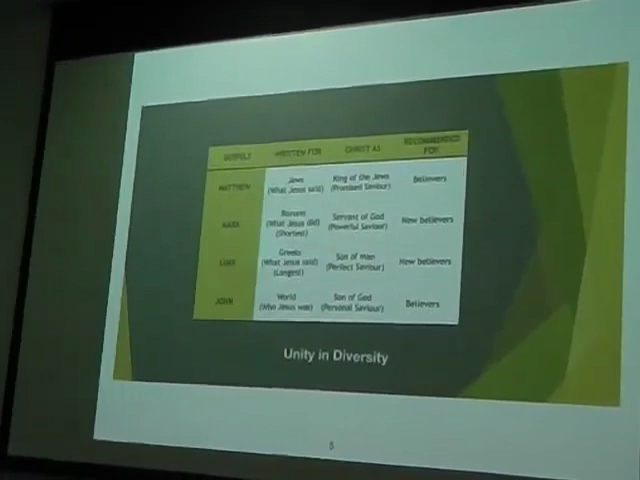 GOSPELS WRITTEN FOR CHRIST AS RECOMMENDED FOR
MATTHEW Jews (What Jesus said) King of the Jews (Promised Saviour) Believers
MARK Romans (What Jesus did) (Shortest) Servant of God (Powerful Saviour) New believers
LUKE Greeks (What Jesus said) (Longest) Son of man (Perfect Saviour) New believers
JOHN World (Who Jesus was) Son of God (Personal Saviour) Believers
Unity in Diversity